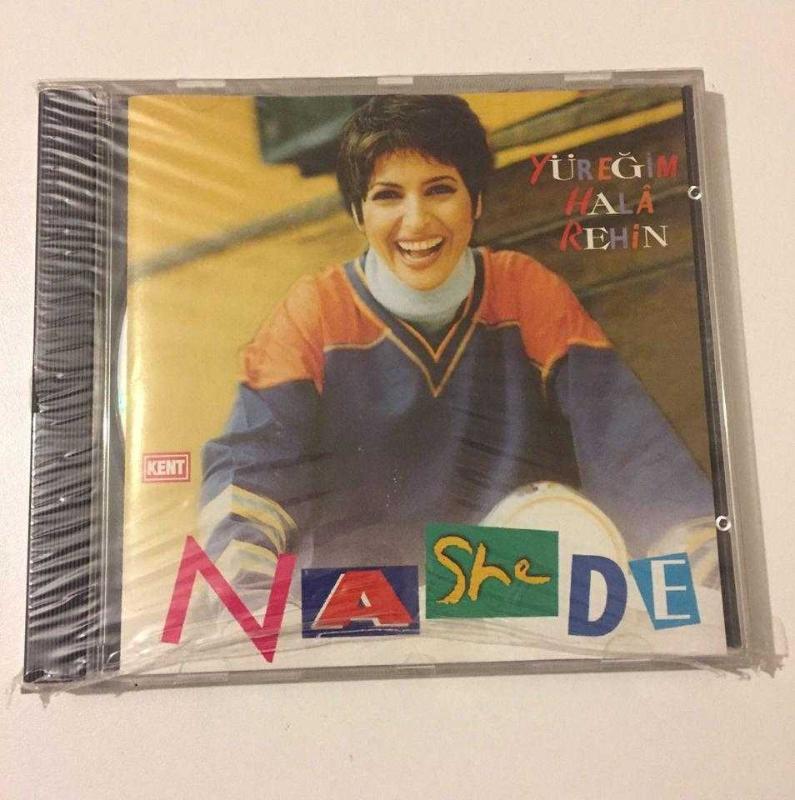 YÜREĞİM
HALÂ
REHİN
KENT
NASheDE